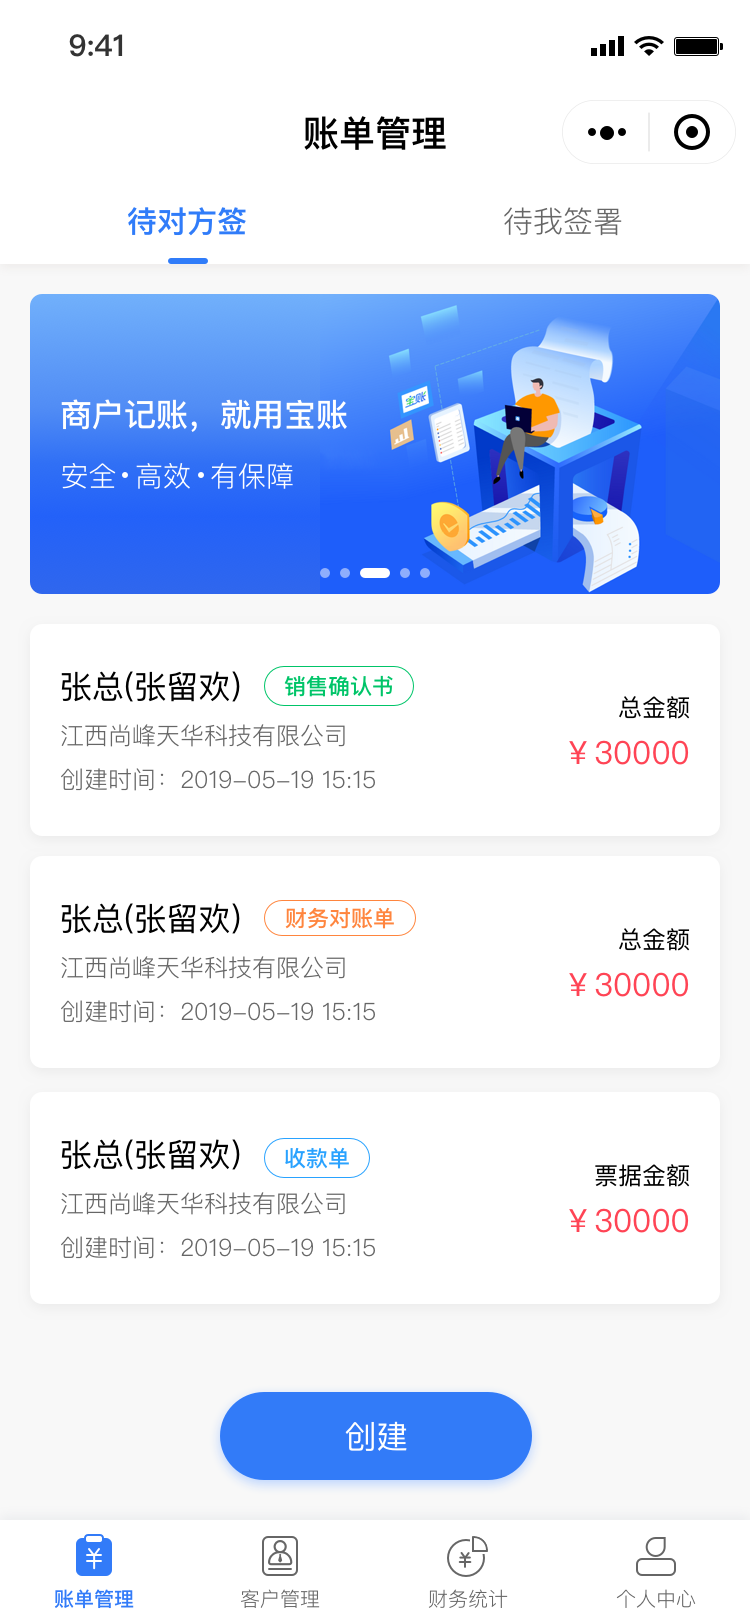 9:41
账单管理
待对方签
待我签署
商户记账，就用宝账
安全·高效·有保障
宝账
张总(张留欢)
销售确认书
江西尚峰天华科技有限公司
创建时间：2019-05-19 15:15
总金额
¥ 30000
张总(张留欢)
财务对账单
江西尚峰天华科技有限公司
创建时间：2019-05-19 15:15
总金额
¥ 30000
张总(张留欢)
收款单
江西尚峰天华科技有限公司
创建时间：2019-05-19 15:15
票据金额
¥ 30000
创建
账单管理
客户管理
财务统计
个人中心